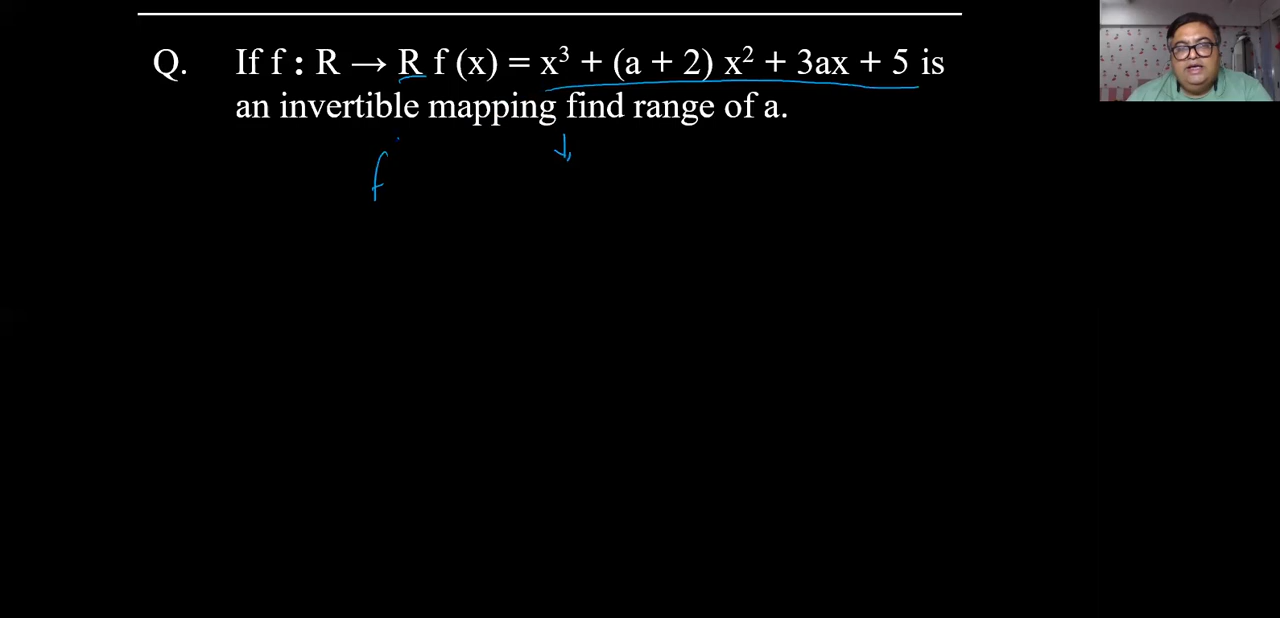 Q. If f : R → R f (x) = x³ + (a + 2) x² + 3ax + 5 is
an invertible mapping find range of a.
f